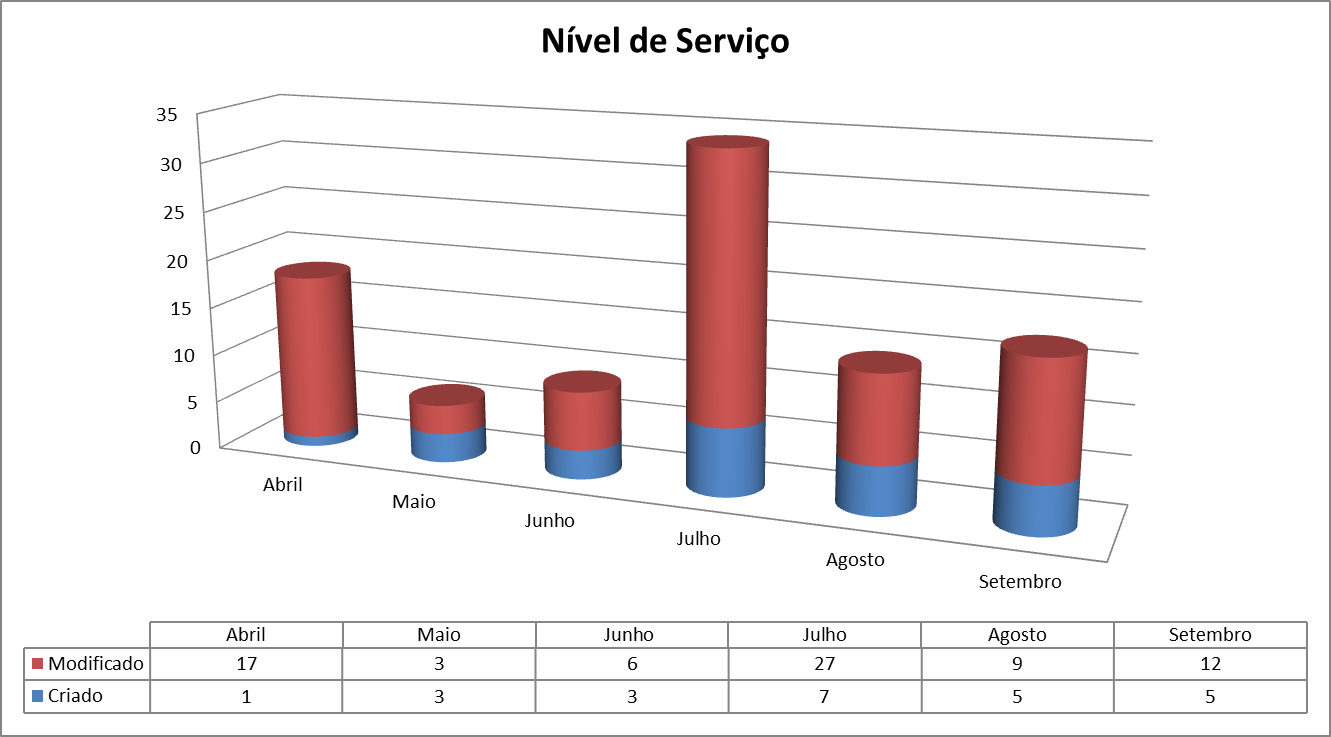 Nível de Serviço
35
30
25
20
15
10
5
0
Abril
Maio
Junho
Julho
Agosto
Setembro
Abril Maio Junho Julho Agosto Setembro
Modificado 17 3 6 27 9 12
Criado 1 3 3 7 5 5